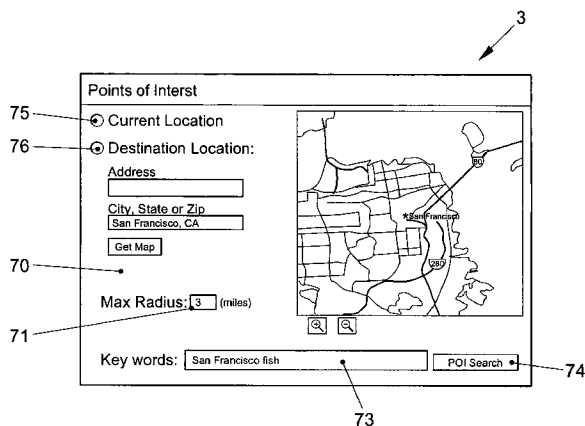 3
Points of Interst
75
Current Location
76
Destination Location:
Address
City, State or Zip
San Francisco, CA
Get Map
70
Max Radius: 3 (miles)
71
80
San Francisco
280
Key words: San Francisco fish
POI Search
74
73